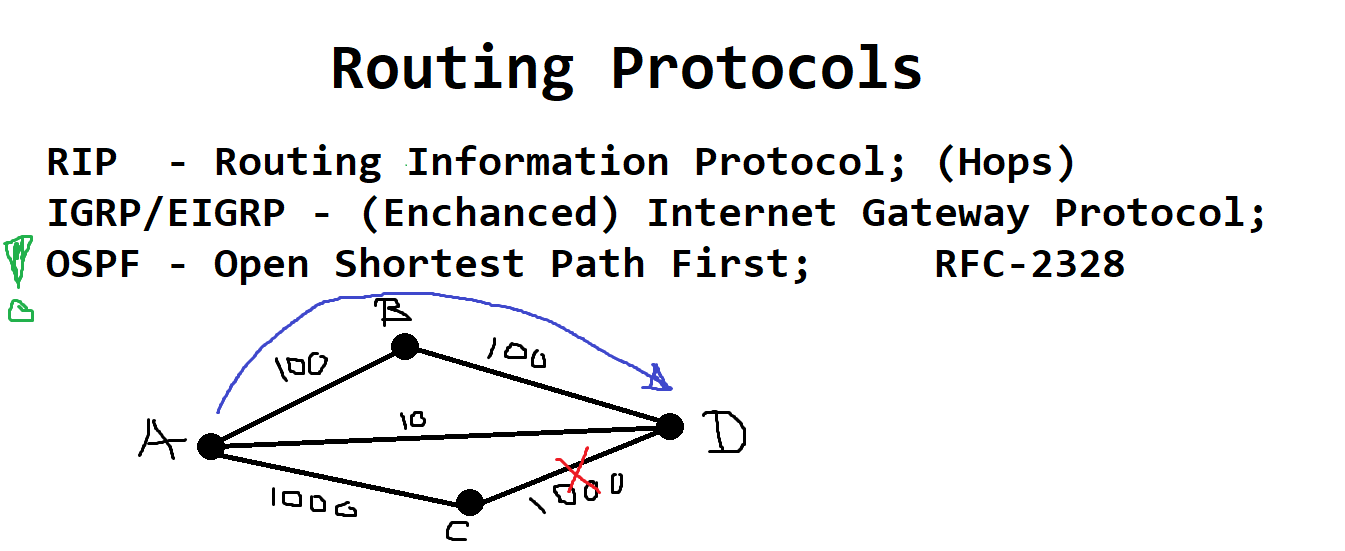 Routing Protocols
RIP - Routing Information Protocol; (Hops)
IGRP/EIGRP - (Enchanced) Internet Gateway Protocol;
OSPF - Open Shortest Path First; RFC-2328
B
100
100
A
10
D
1000
1000
C